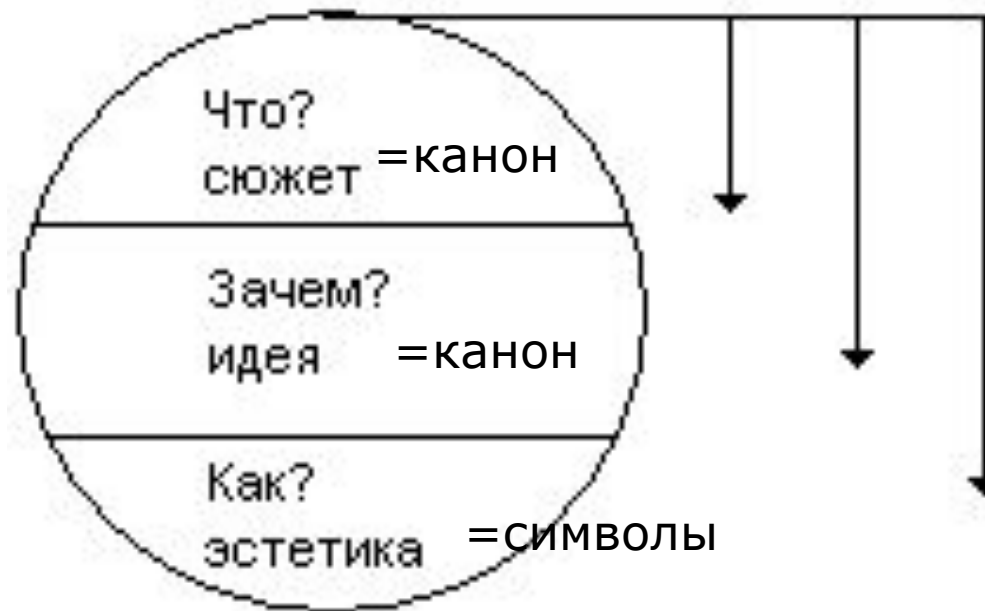 Что?
сюжет =канон
Зачем?
идея =канон
Как?
эстетика =символы